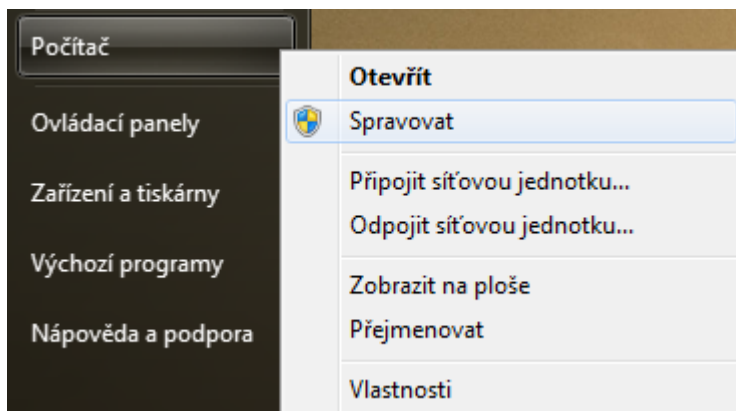 Počítač
Ovládací panely
Zařízení a tiskárny
Výchozí programy
Nápověda a podpora
Otevřít
Spravovat
Připojit síťovou jednotku...
Odpojit síťovou jednotku...
Zobrazit na ploše
Přejmenovat
Vlastnosti